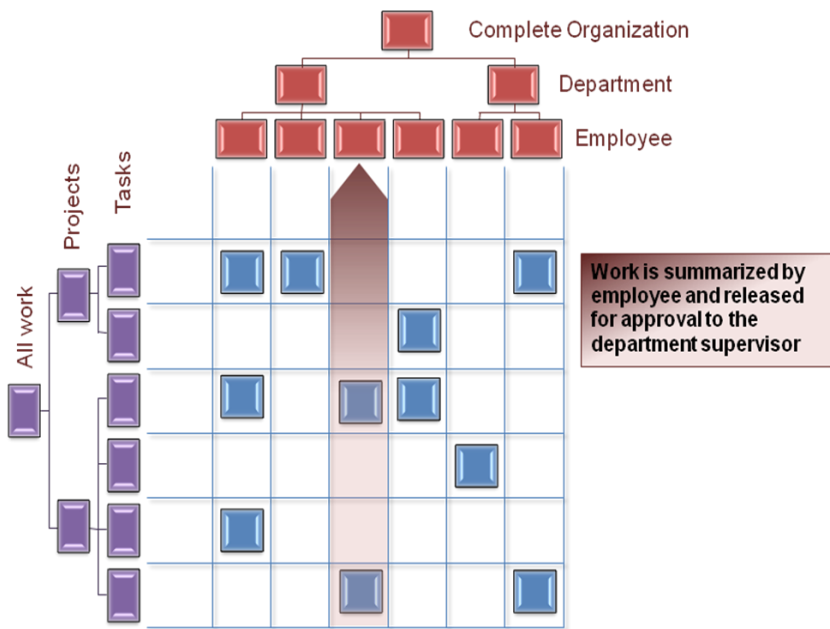 Complete Organization
Department
Employee
Tasks
Projects
All work
Work is summarized by
employee and released
for approval to the
department supervisor